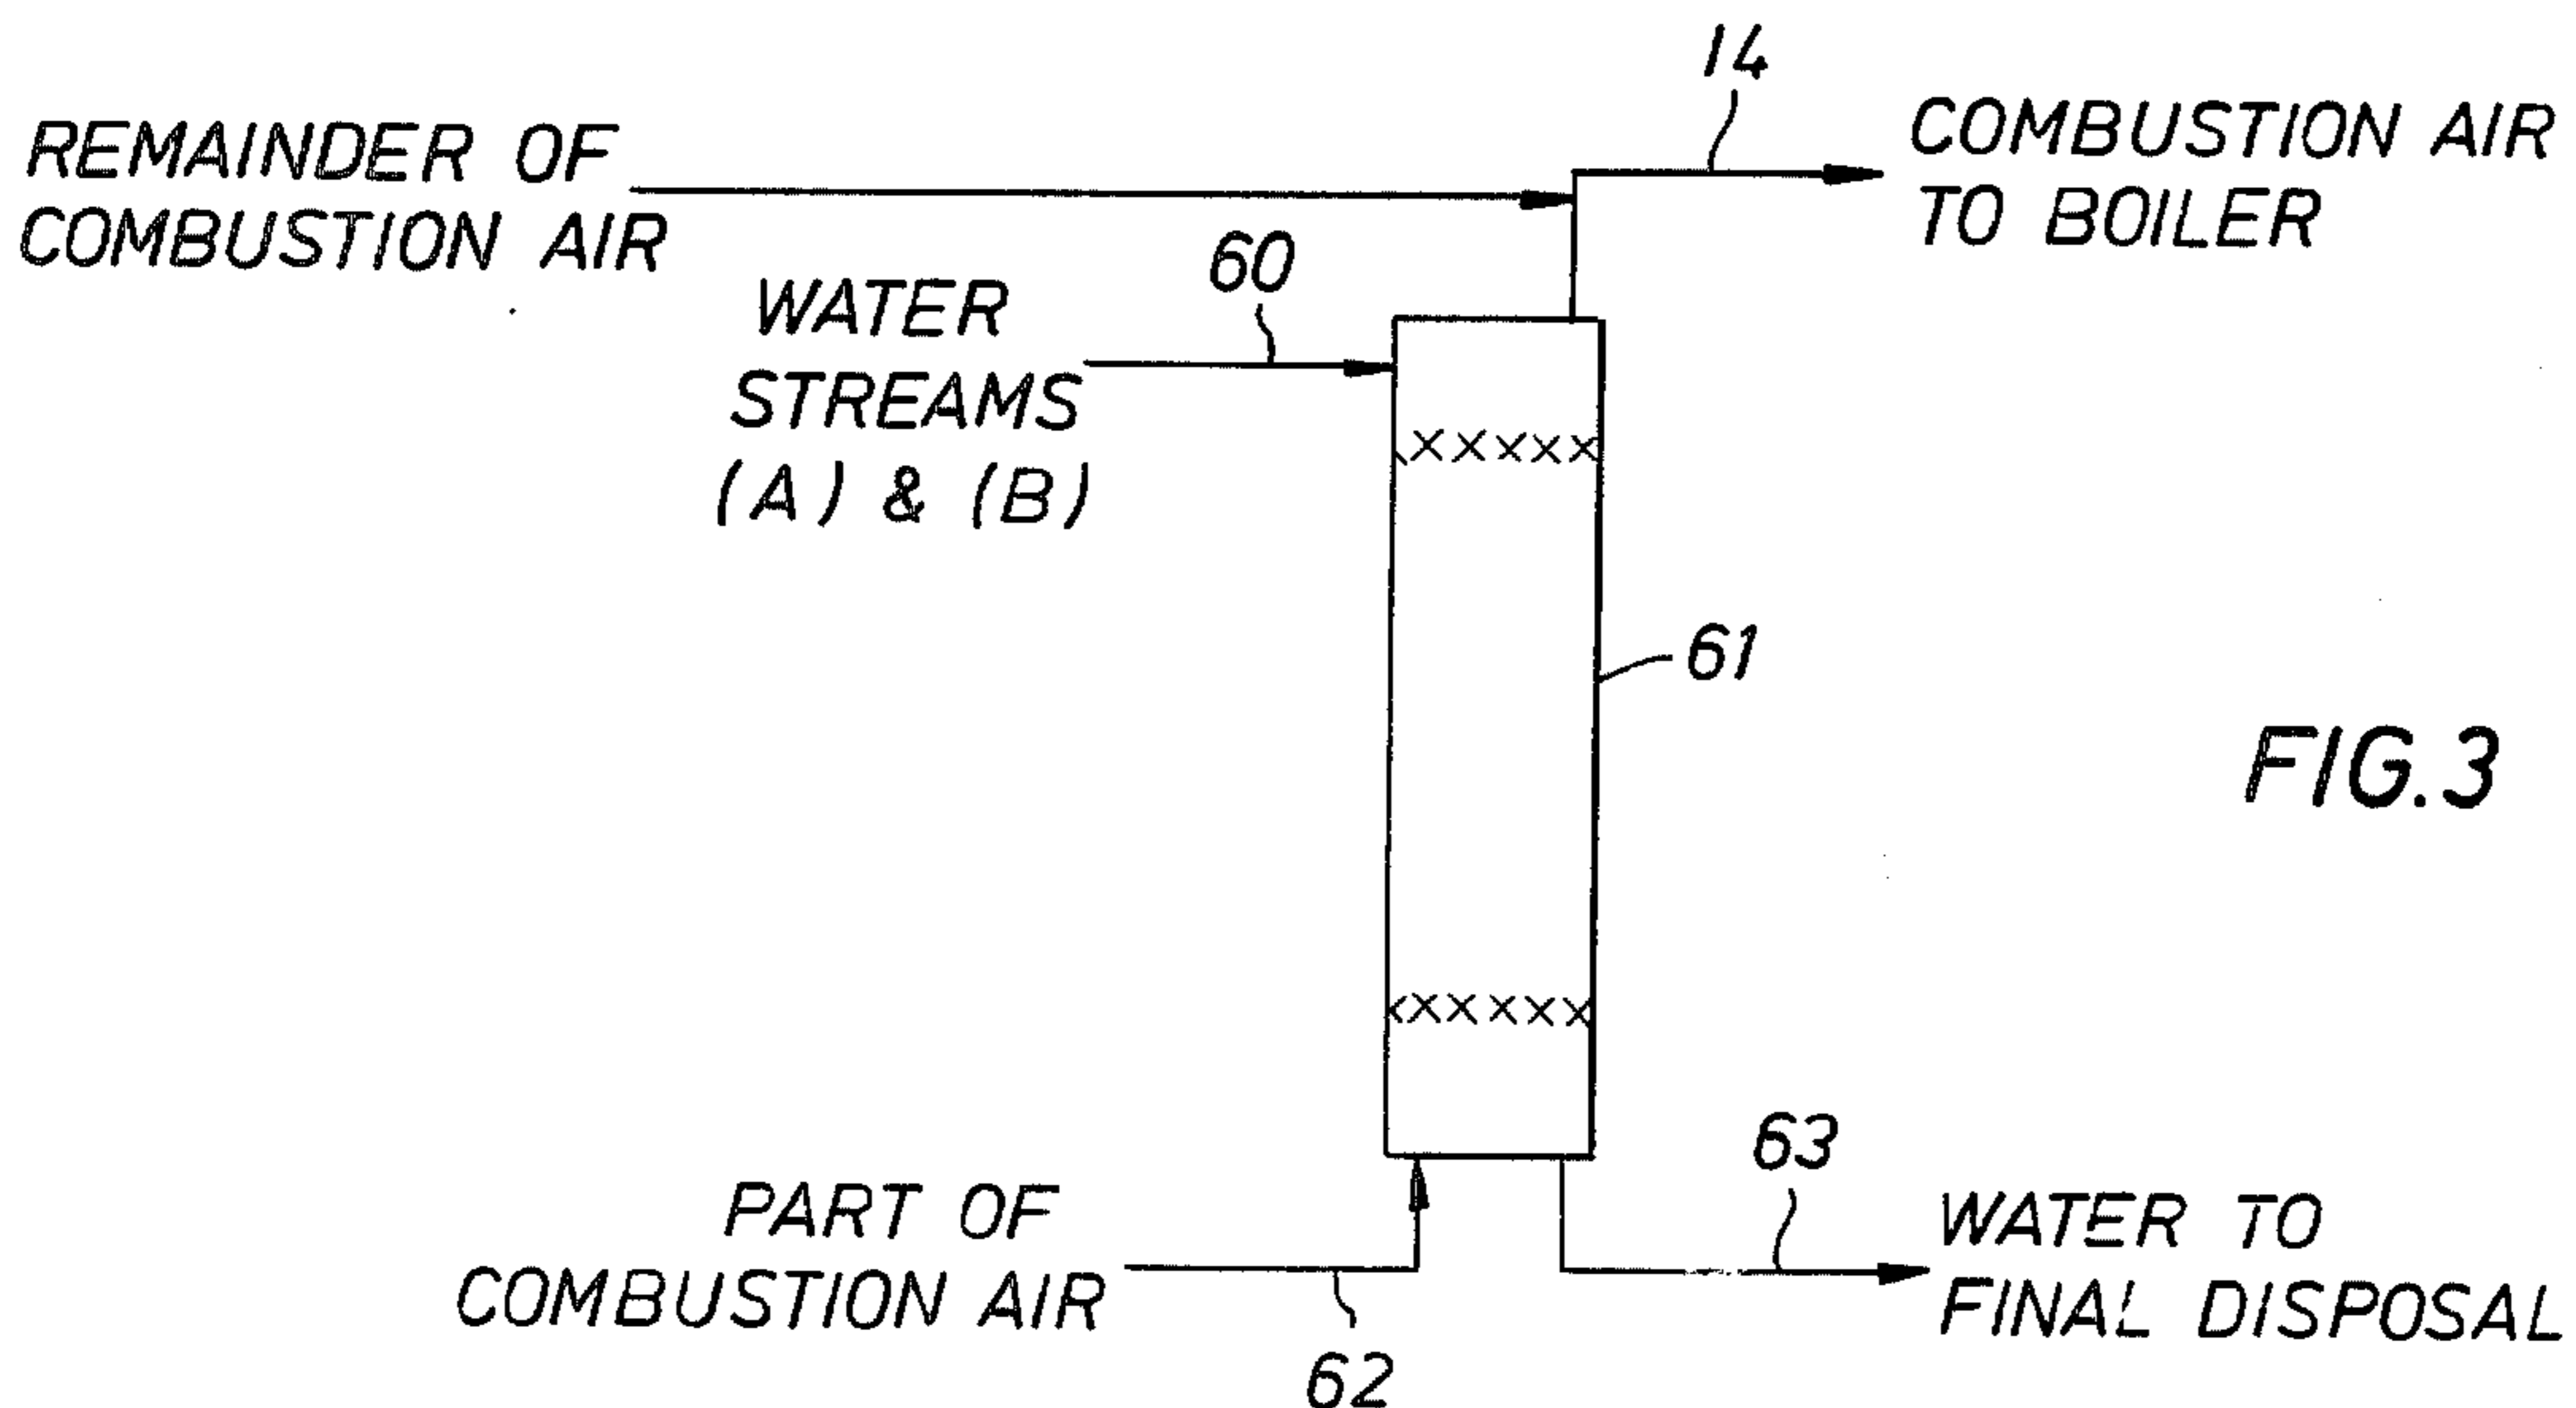 14
REMAINDER OF
COMBUSTION AIR
COMBUSTION AIR
TO BOILER
60
WATER
STREAMS
(A) & (B)
61
FIG.3
PART OF
COMBUSTION AIR
62
63
WATER TO
FINAL DISPOSAL